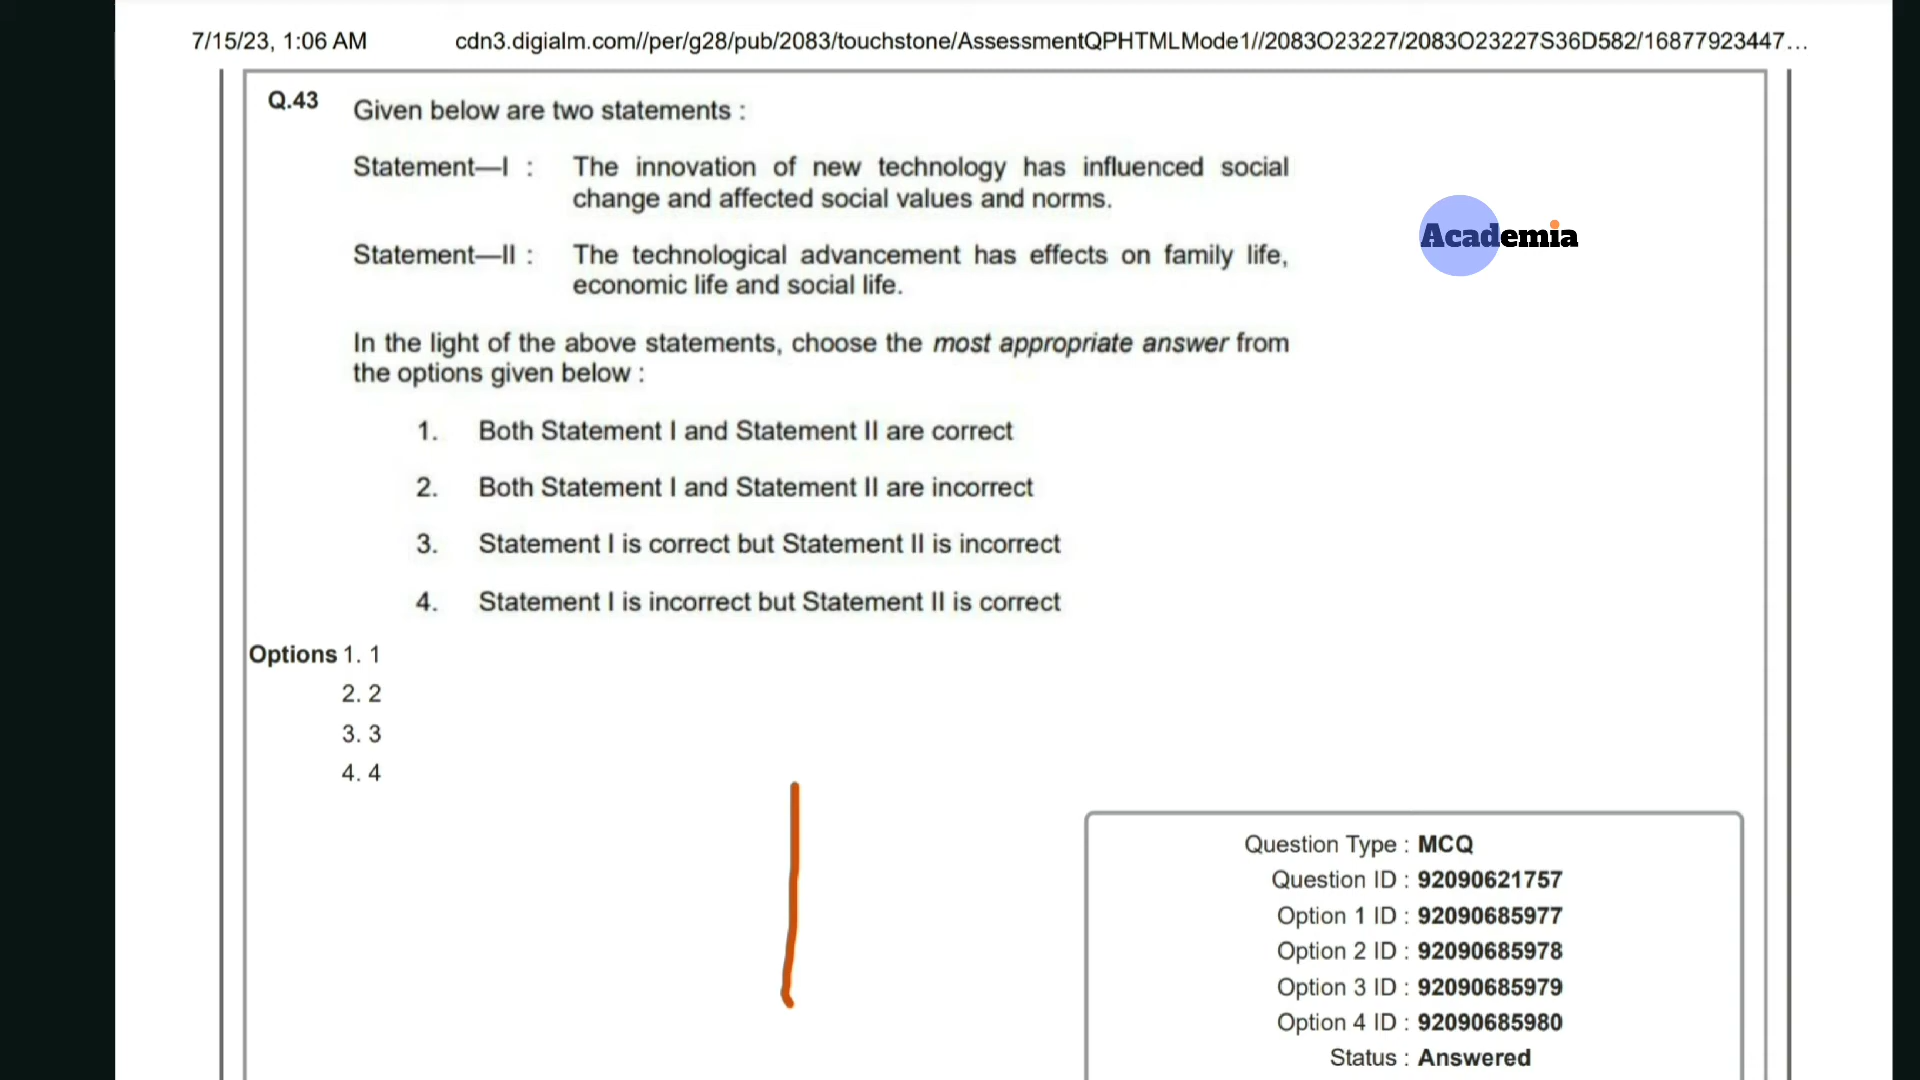 7/15/23, 1:06 AM cdn3.digialm.com//per/g28/pub/2083/touchstone/AssessmentQPHTMLMode1//2083O23227/2083O23227S36D582/16877923447...
Q.43 Given below are two statements :
Statement—I : The innovation of new technology has influenced social
change and affected social values and norms.
Academia
Statement—II : The technological advancement has effects on family life,
economic life and social life.
In the light of the above statements, choose the most appropriate answer from
the options given below :
1. Both Statement I and Statement II are correct
2. Both Statement I and Statement II are incorrect
3. Statement I is correct but Statement II is incorrect
4. Statement I is incorrect but Statement II is correct
Options 1. 1
2. 2
3. 3
4. 4
Question Type : MCQ
Question ID : 92090621757
Option 1 ID : 92090685977
Option 2 ID : 92090685978
Option 3 ID : 92090685979
Option 4 ID : 92090685980
Status : Answered